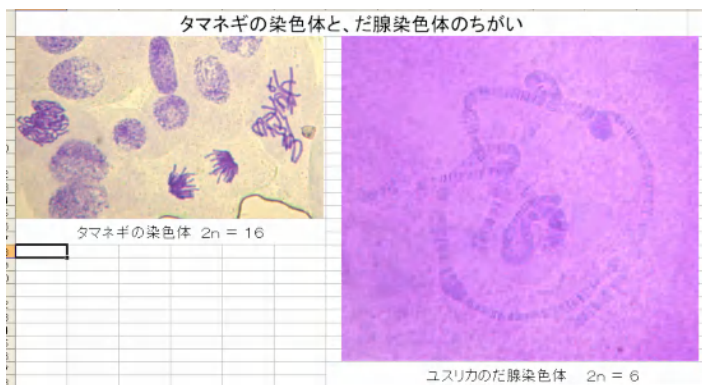 タマネギの染色体と、だ腺染色体のちがい
タマネギの染色体 2n = 16
ユスリカのだ腺染色体 2n = 6